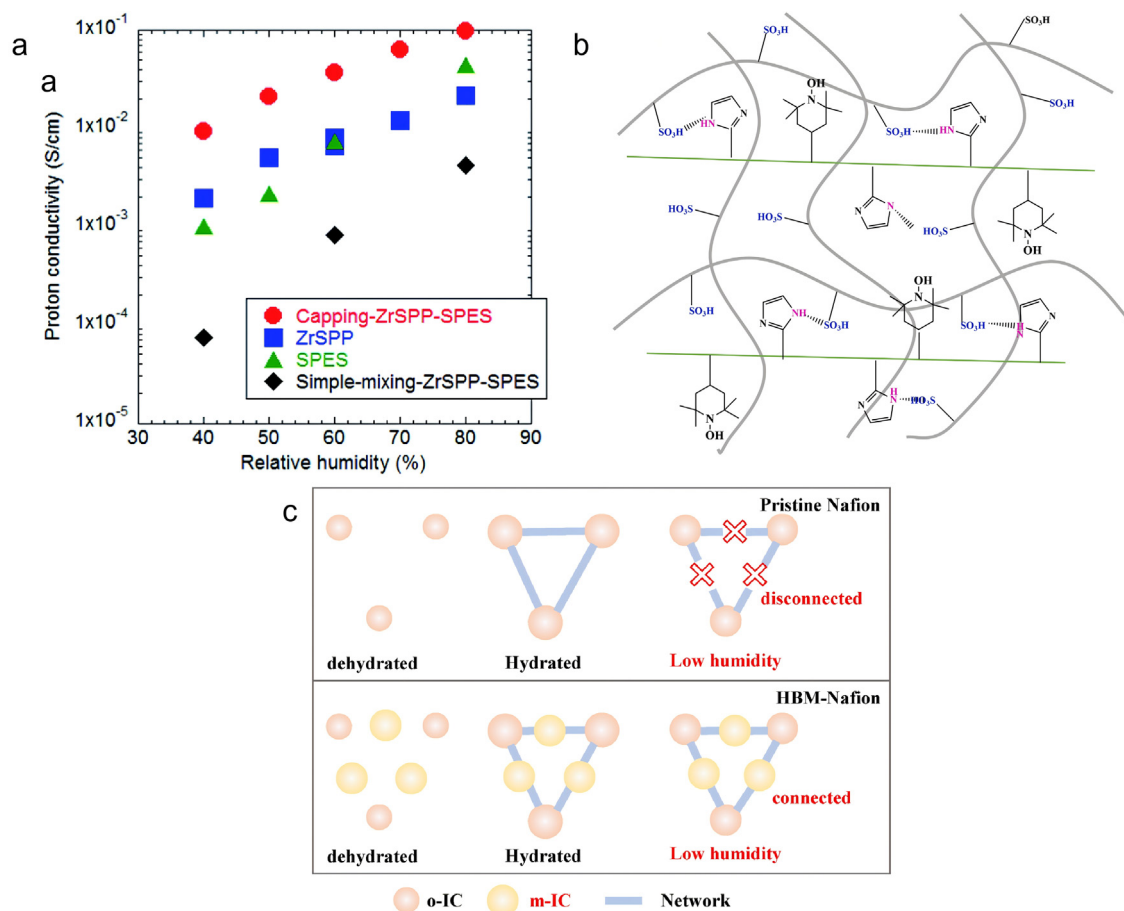 a
a
1x10-1
1x10-2
1x10-3
1x10-4
1x10-5
Proton conductivity (S/cm)
Capping-ZrSPP-SPES
ZrSPP
SPES
Simple-mixing-ZrSPP-SPES
30 40 50 60 70 80 90
Relative humidity (%)
b
SO3H
SO3H
SO3H
OH
N
SO3H
HN
N
SO3H
HN
N
HO3S
HO3S
N
N
HO3S
N
OH
SO3H
OH
N
N
NH
SO3H
SO3H
H
N
N
N
OH
N
H
N
HO3S
c
Pristine Nafion
disconnected
dehydrated
Hydrated
Low humidity
HBM-Nafion
connected
dehydrated
Hydrated
Low humidity
o-IC
m-IC
Network